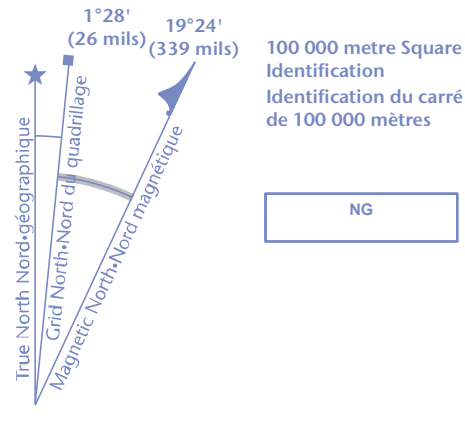 1°28'
(26 mils)
19°24'
(339 mils)
True North Nord•géographique
Grid North•Nord du quadrillage
Magnetic North•Nord magnétique
100 000 metre Square
Identification
Identification du carré
de 100 000 mètres
NG